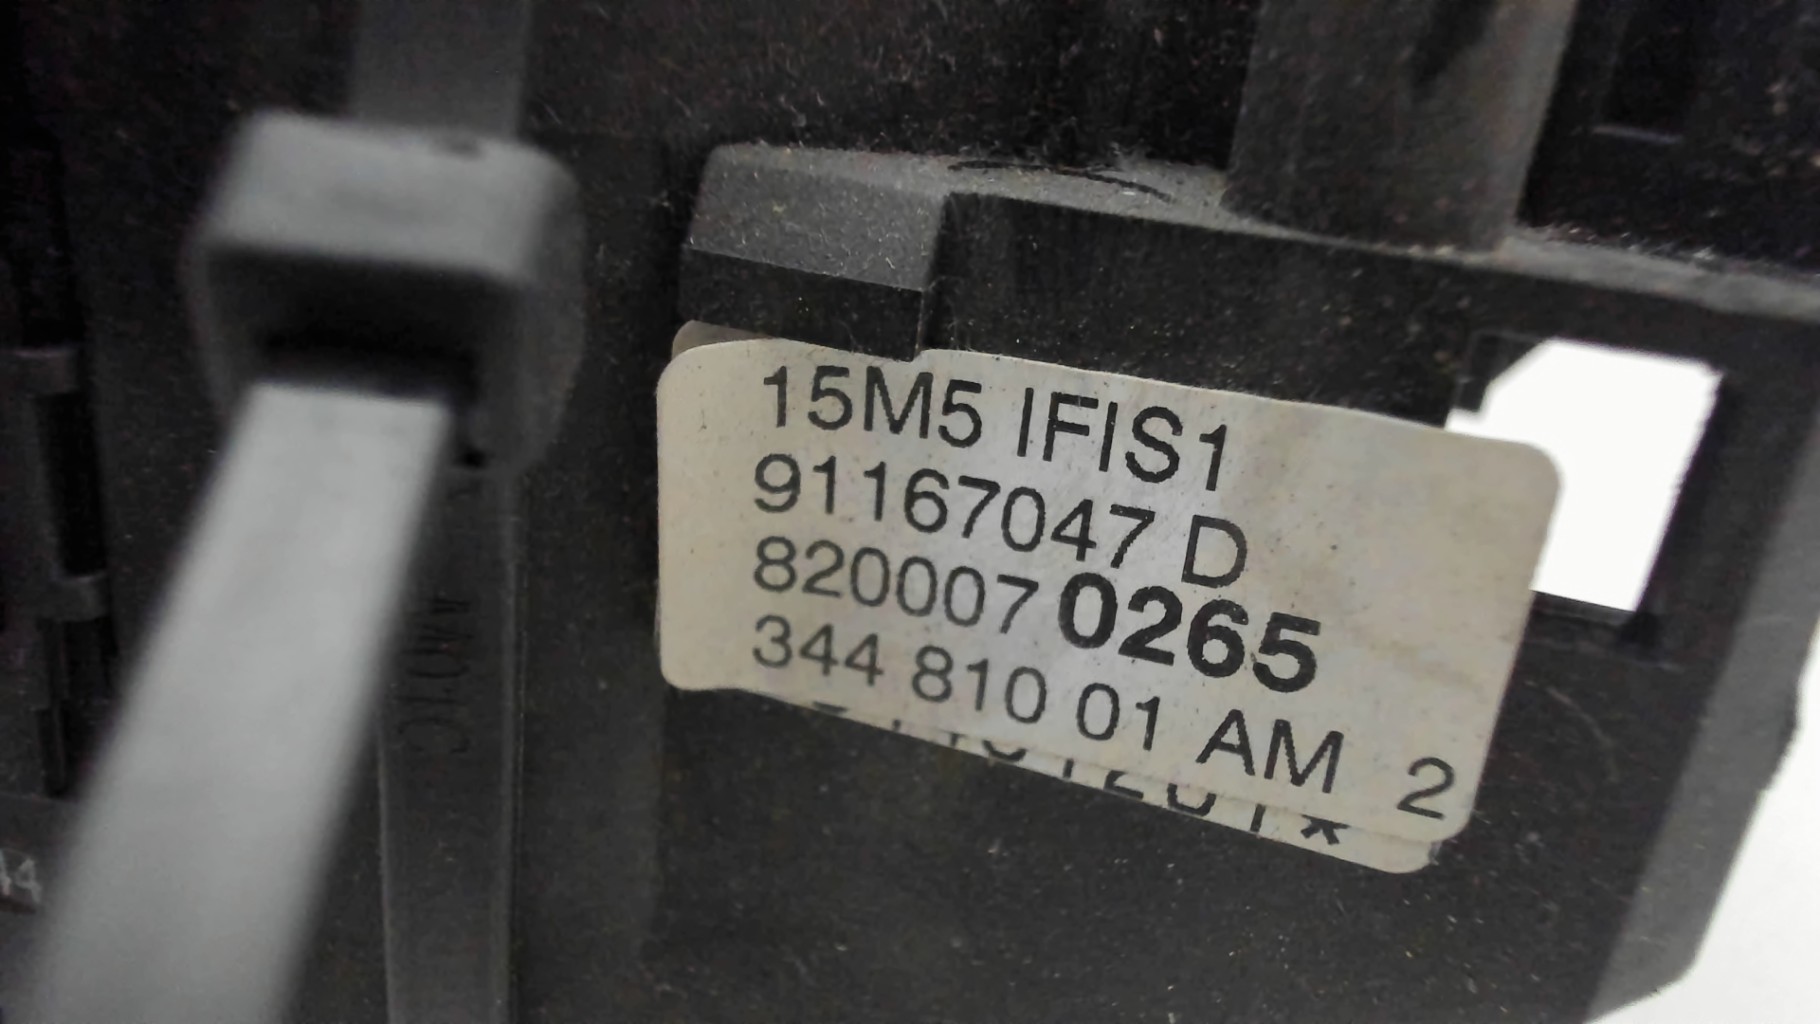 15M5 IFIS1
91167047 D
8200070265
344 810 01 AM 2